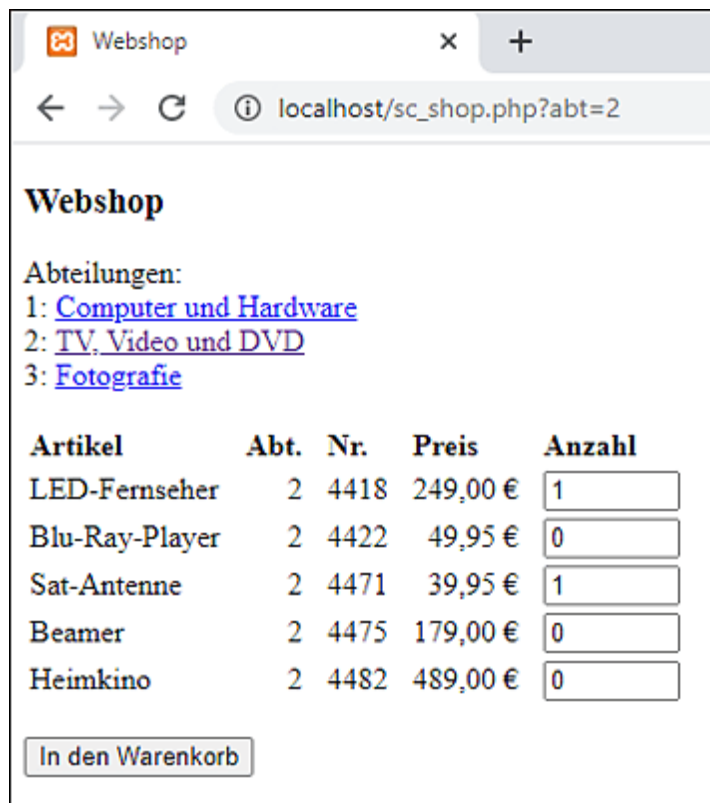 Webshop
localhost/sc_shop.php?abt=2
Webshop
Abteilungen:
1: Computer und Hardware
2: TV, Video und DVD
3: Fotografie
Artikel Abt. Nr. Preis Anzahl
LED-Fernseher 2 4418 249,00 € 1
Blu-Ray-Player 2 4422 49,95 € 0
Sat-Antenne 2 4471 39,95 € 1
Beamer 2 4475 179,00 € 0
Heimkino 2 4482 489,00 € 0
In den Warenkorb